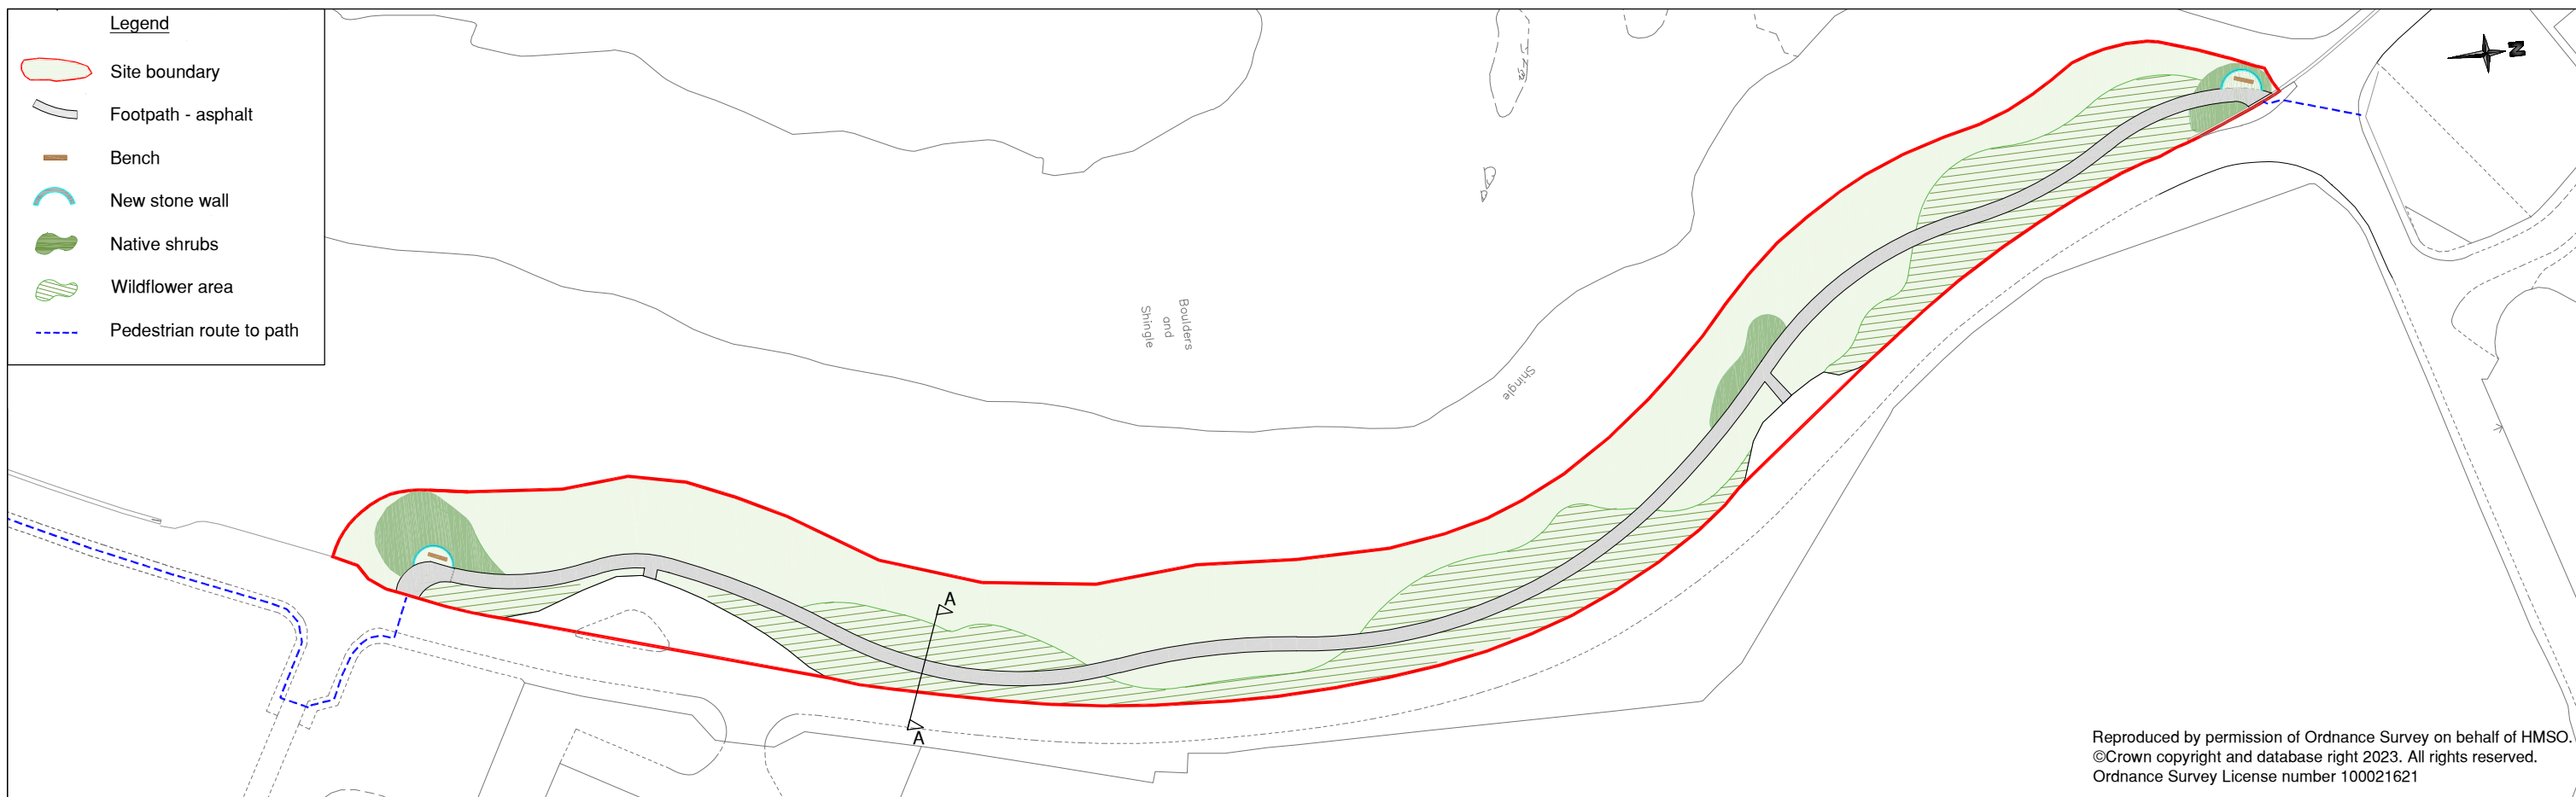 Legend
Site boundary
Footpath - asphalt
Bench
New stone wall
Native shrubs
Wildflower area
Pedestrian route to path
N
Boulders
and
Shingle
Shingle
A
A
Reproduced by permission of Ordnance Survey on behalf of HMSO.
©Crown copyright and database right 2023. All rights reserved.
Ordnance Survey License number 100021621